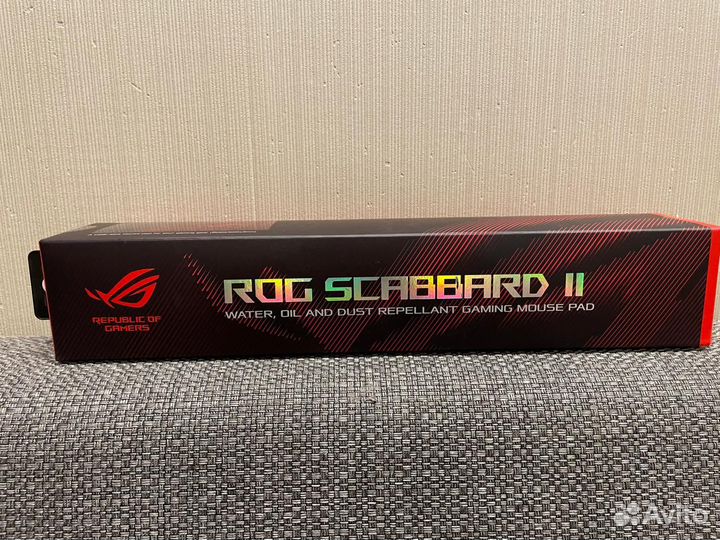 REPUBLIC OF
GAMERS
ROG SCABBARD II
WATER, OIL AND DUST REPELLANT GAMING MOUSE PAD
Avito